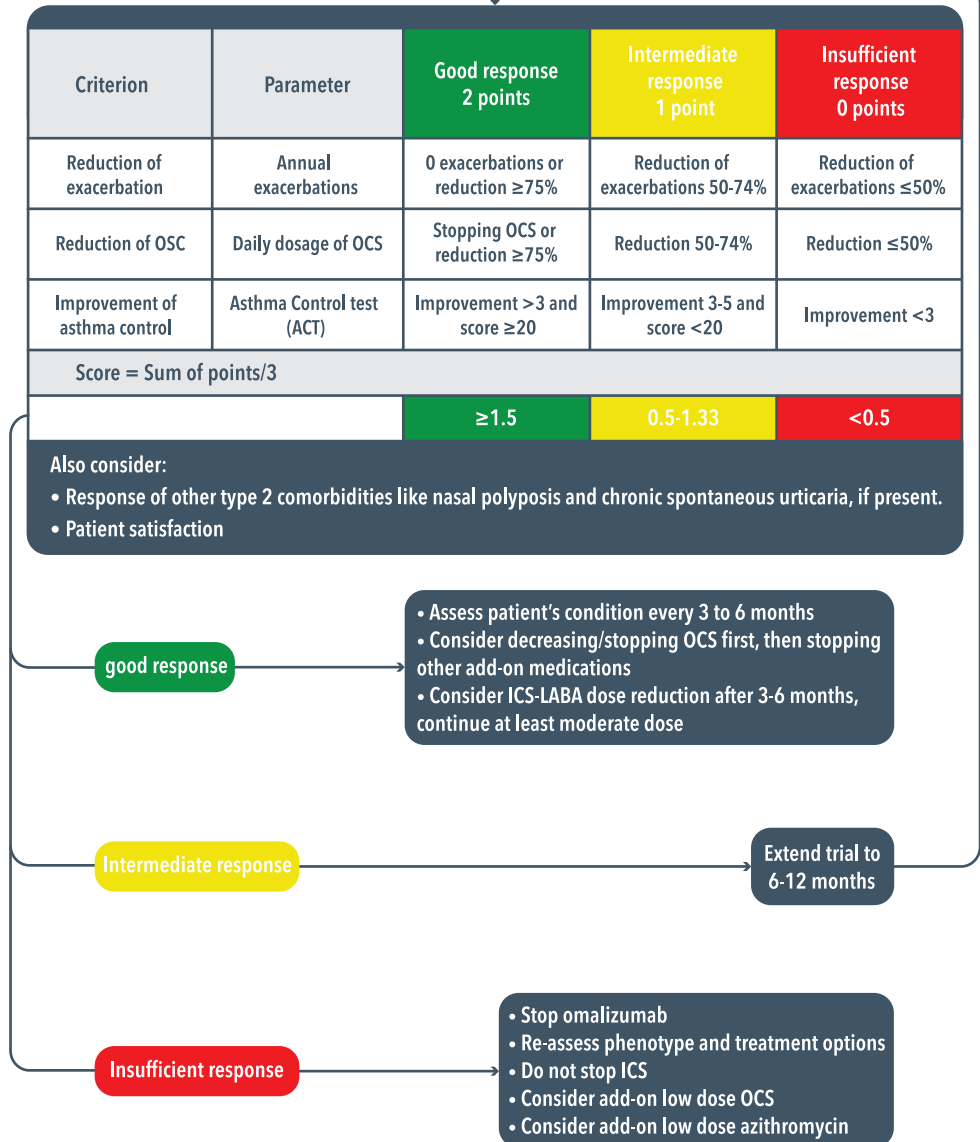 Criterion
Parameter
Good response
2 points
Intermediate
response
1 point
Insufficient
response
0 points
Reduction of
exacerbation
Annual
exacerbations
0 exacerbations or
reduction ≥75%
Reduction of
exacerbations 50-74%
Reduction of
exacerbations ≤50%
Reduction of OSC
Daily dosage of OCS
Stopping OCS or
reduction ≥75%
Reduction 50-74%
Reduction ≤50%
Improvement of
asthma control
Asthma Control test
(ACT)
Improvement >3 and
score ≥20
Improvement 3-5 and
score <20
Improvement <3
Score = Sum of points/3
≥1.5
0.5-1.33
<0.5
Also consider:
• Response of other type 2 comorbidities like nasal polyposis and chronic spontaneous urticaria, if present.
• Patient satisfaction
good response
• Assess patient's condition every 3 to 6 months
• Consider decreasing/stopping OCS first, then stopping
other add-on medications
• Consider ICS-LABA dose reduction after 3-6 months,
continue at least moderate dose
Intermediate response
Extend trial to
6-12 months
Insufficient response
• Stop omalizumab
• Re-assess phenotype and treatment options
• Do not stop ICS
• Consider add-on low dose OCS
• Consider add-on low dose azithromycin